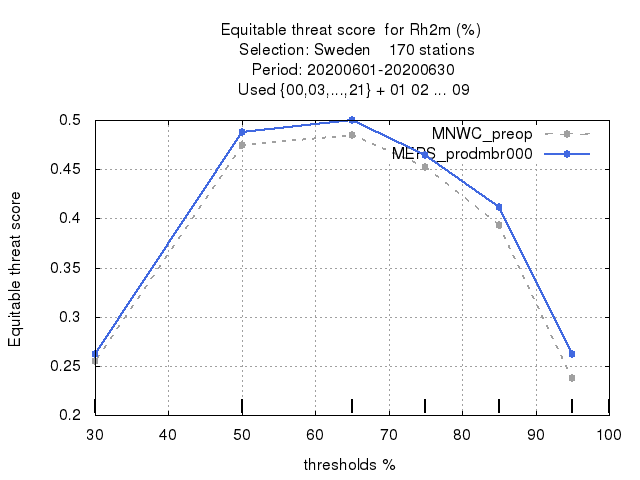 Equitable threat score  for Rh2m (%)
Selection: Sweden    170 stations
Period: 20200601-20200630
Used {00,03,...,21} + 01 02 ... 09
MNWC_preop
MEPS_prodmbr000
Equitable threat score
0.5
0.45
0.4
0.35
0.3
0.25
0.2
30 40 50 60 70 80 90 100
thresholds %